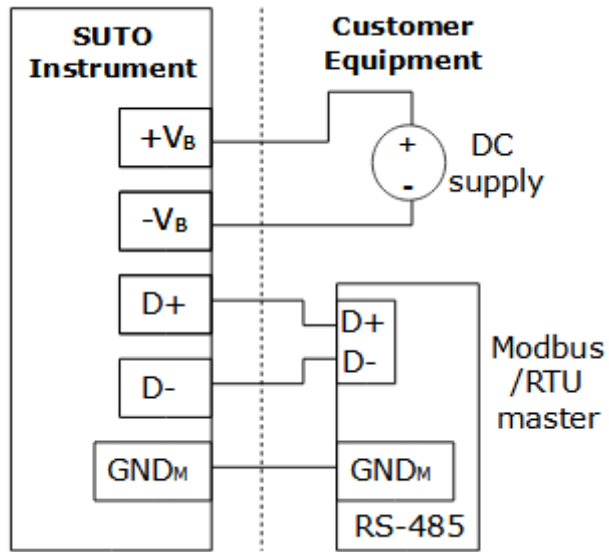 SUTO
Instrument
Customer
Equipment
+VB
+
-
DC
supply
-VB
D+
D-
GNDM
D+
D-
GNDM
RS-485
Modbus
/RTU
master